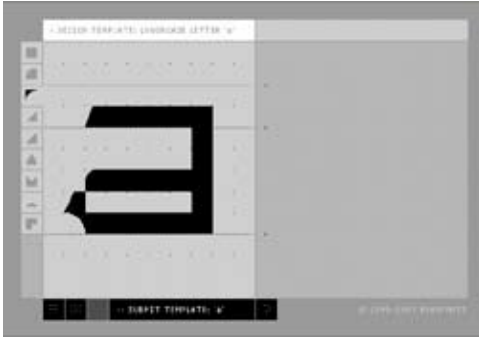 - DESIGN TEMPLATE: LOWERCASE LETTER 'a'
a
-- SUBMIT TEMPLATE: 'a'